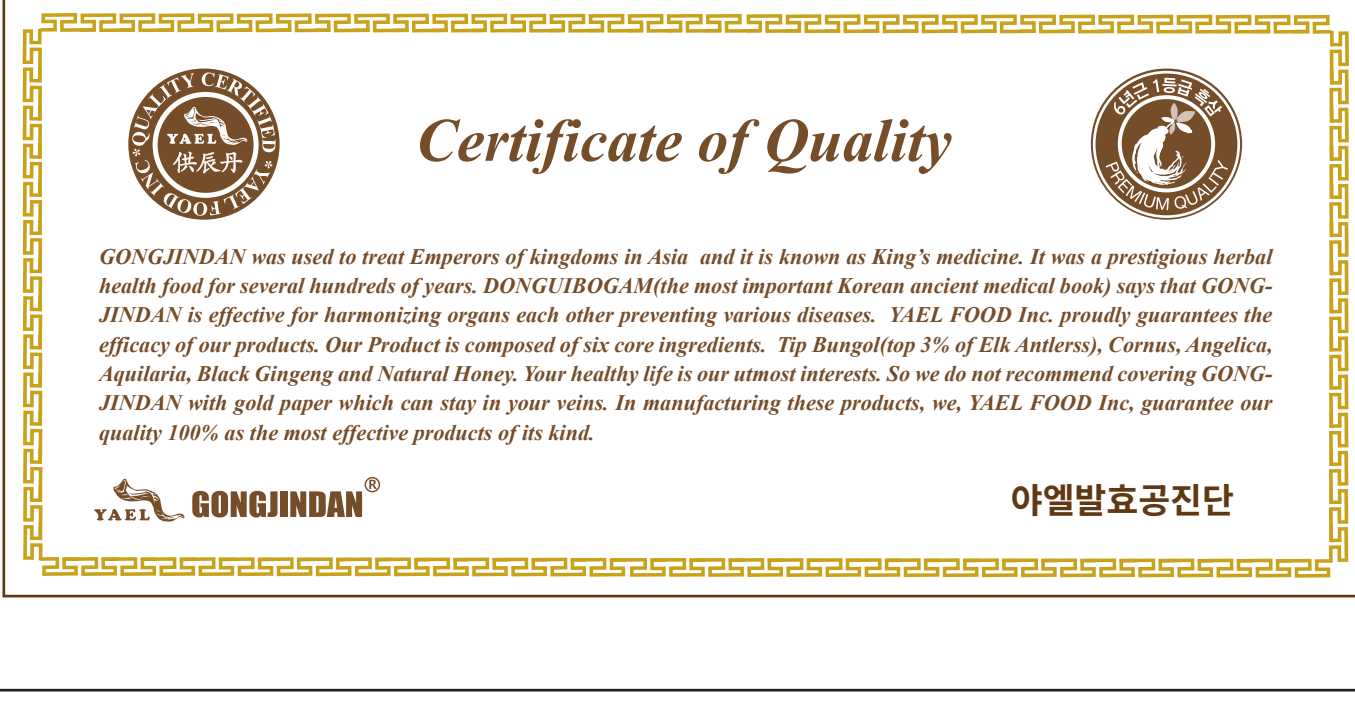 *QUALITY CERTIFIED* YAEL FOOD INC
YAEL
供辰丹
Certificate of Quality
6년근 1등급 흑삼
PREMIUM QUALITY
GONGJINDAN was used to treat Emperors of kingdoms in Asia and it is known as King's medicine. It was a prestigious herbal
health food for several hundreds of years. DONGUIBOGAM(the most important Korean ancient medical book) says that GONG-
JINDAN is effective for harmonizing organs each other preventing various diseases. YAEL FOOD Inc. proudly guarantees the
efficacy of our products. Our Product is composed of six core ingredients. Tip Bungol(top 3% of Elk Antlerss), Cornus, Angelica,
Aquilaria, Black Gingeng and Natural Honey. Your healthy life is our utmost interests. So we do not recommend covering GONG-
JINDAN with gold paper which can stay in your veins. In manufacturing these products, we, YAEL FOOD Inc, guarantee our
quality 100% as the most effective products of its kind.
YAEL GONGJINDAN®
야엘발효공진단